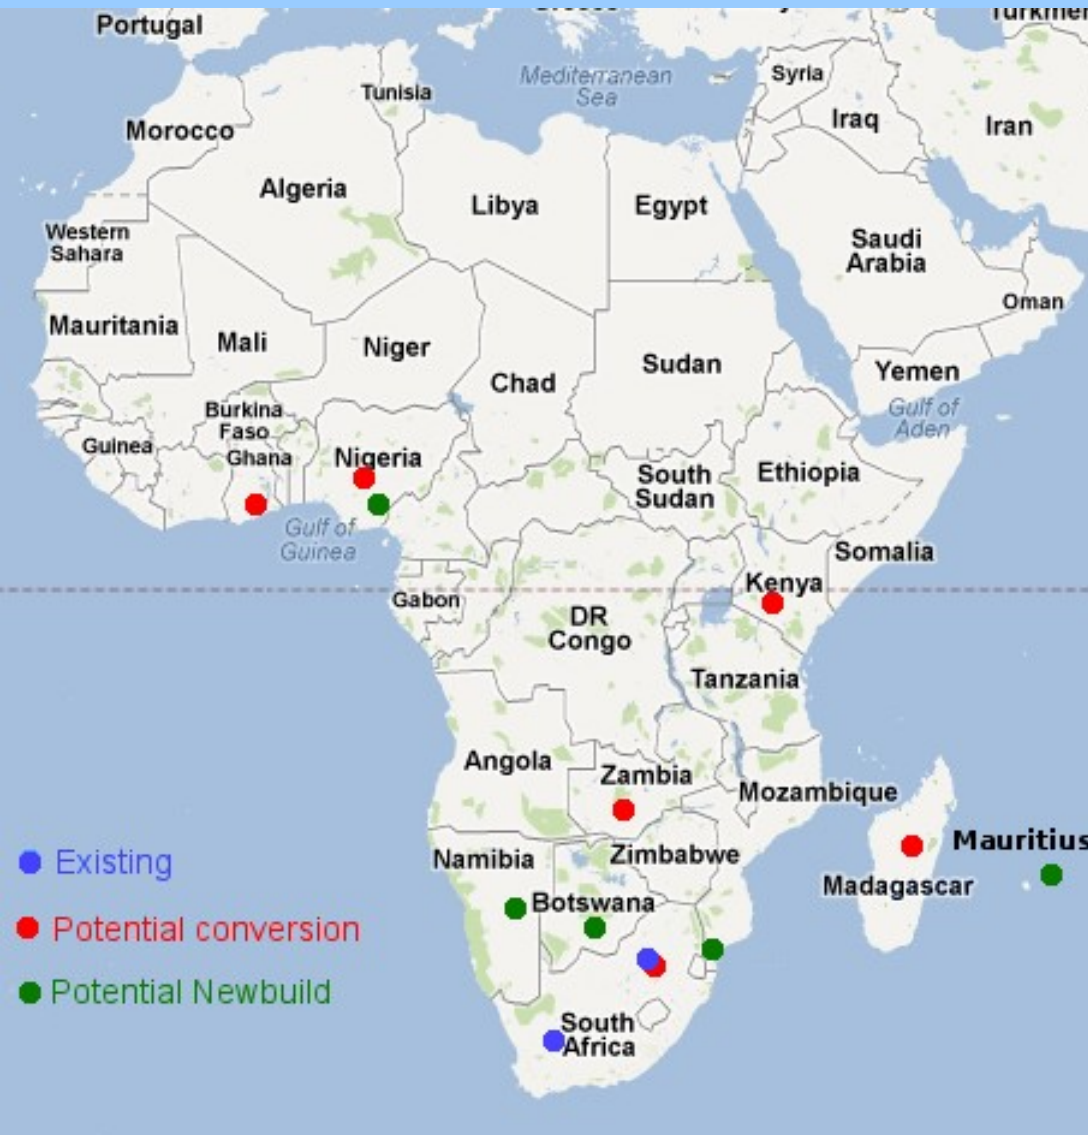 Portugal
Mediterranean
Sea
Syria
Tunisia
Iraq
Iran
Morocco
Algeria
Libya
Egypt
Western
Sahara
Saudi
Arabia
Oman
Mauritania
Mali
Niger
Chad
Sudan
Yemen
Burkina
Faso
Gulf of
Aden
Guinea
Ghana
Nigeria
South
Sudan
Ethiopia
Gulf of
Guinea
Somalia
Kenya
Gabon
DR
Congo
Tanzania
Angola
Zambia
Mozambique
Namibia
Zimbabwe
Mauritius
Botswana
Madagascar
South
Africa
Existing
Potential conversion
Potential Newbuild